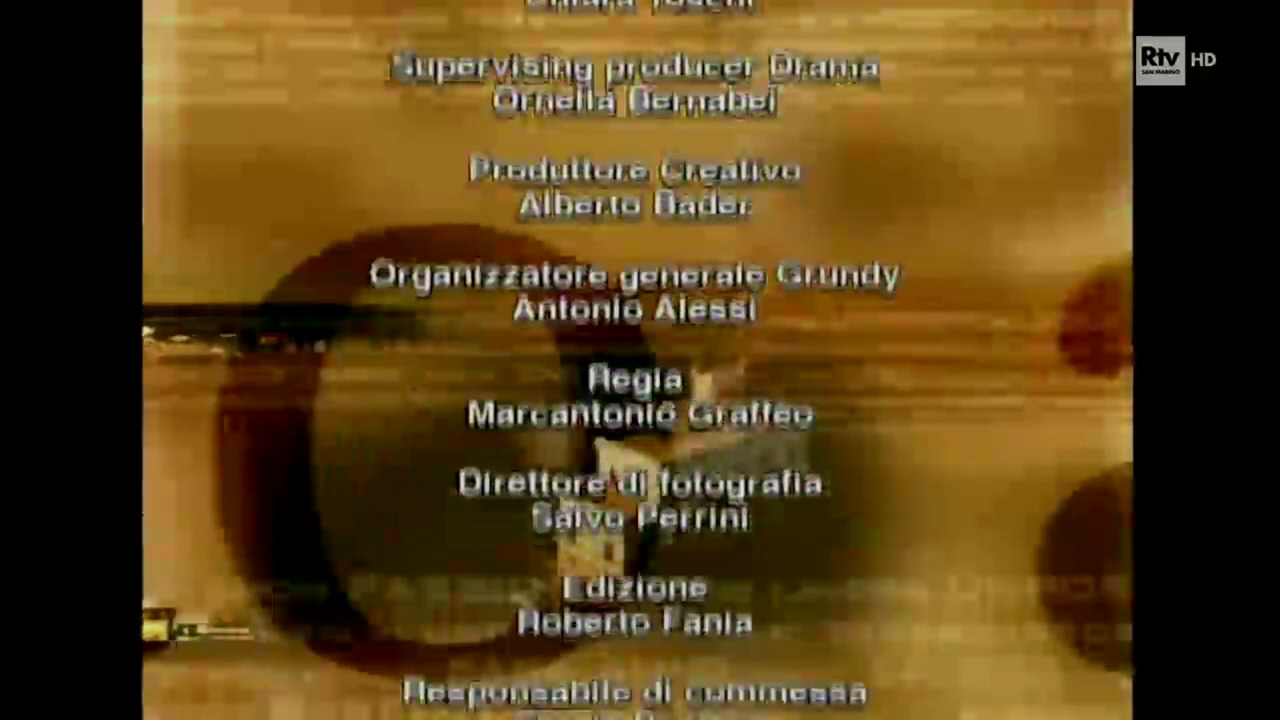 Supervising producer Drama
Ornella Bernabei
Produttore Creativo
Alberto Bader
Organizzatore generale Grundy
Antonio Alessi
Regia
Marcantonio Graffeo
Direttore di fotografia
Salvo Perrini
Edizione
Roberto Fania
Responsabile di commessa
Rtv HD
SAN MARINO